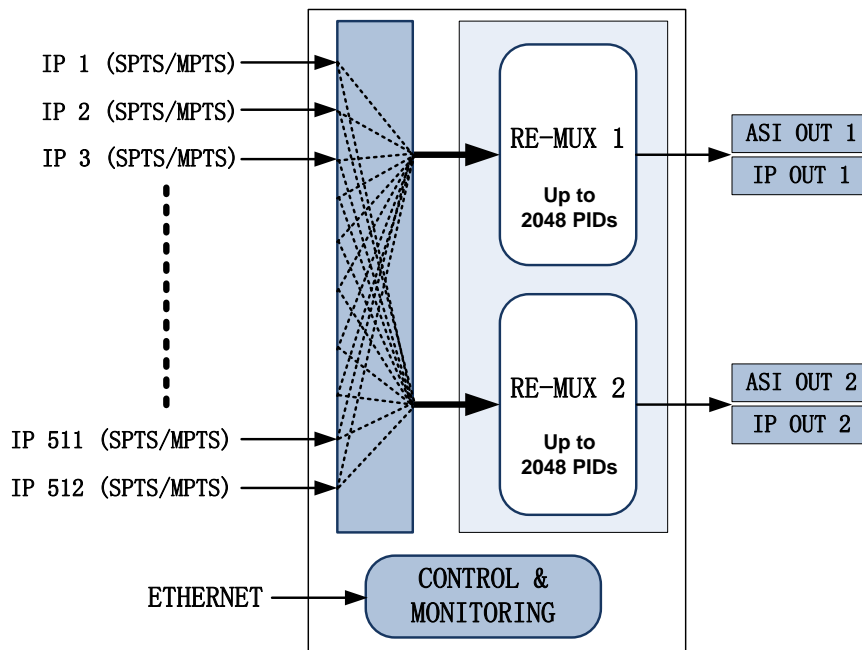 IP 1 (SPTS/MPTS)
IP 2 (SPTS/MPTS)
IP 3 (SPTS/MPTS)
IP 511 (SPTS/MPTS)
IP 512 (SPTS/MPTS)
ETHERNET
RE-MUX 1
Up to
2048 PIDs
RE-MUX 2
Up to
2048 PIDs
CONTROL &
MONITORING
ASI OUT 1
IP OUT 1
ASI OUT 2
IP OUT 2